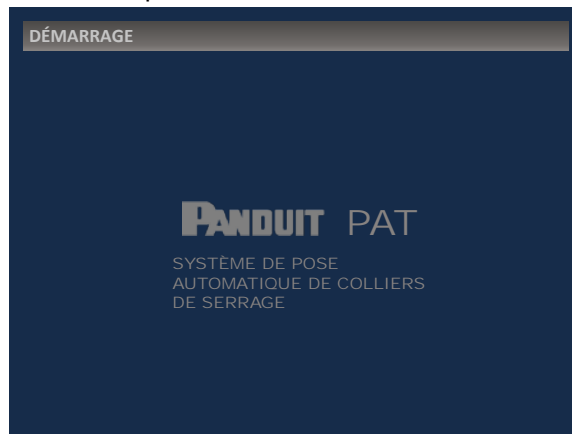 DÉMARRAGE
PANDUIT PAT
SYSTÈME DE POSE
AUTOMATIQUE DE COLLIERS
DE SERRAGE